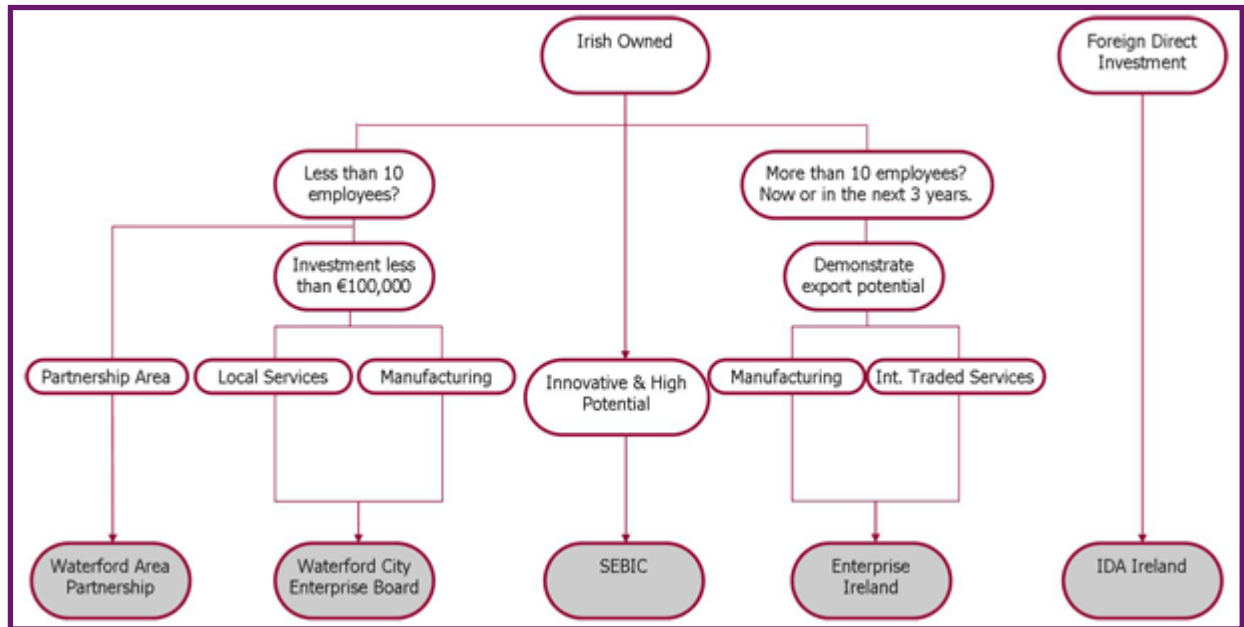 Irish Owned
Foreign Direct
Investment
Less than 10
employees?
More than 10 employees?
Now or in the next 3 years.
Investment less
than €100,000
Demonstrate
export potential
Partnership Area
Local Services
Manufacturing
Innovative & High
Potential
Manufacturing
Int. Traded Services
Waterford Area
Partnership
Waterford City
Enterprise Board
SEBIC
Enterprise
Ireland
IDA Ireland